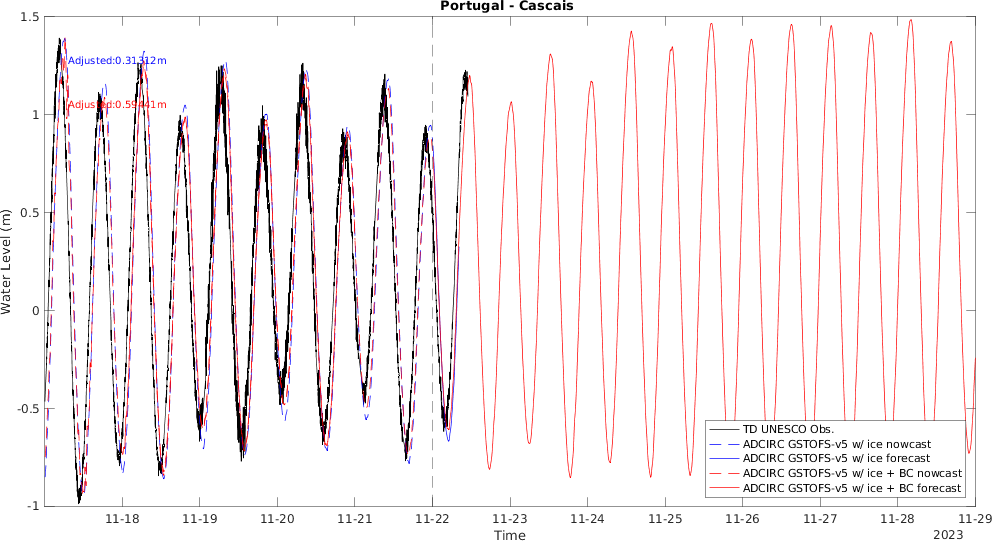 Portugal - Cascais
1.5
Adjusted:0.31312m
Adjusted:0.59441m
1
0.5
Water Level (m)
0
-0.5
-1
TD UNESCO Obs.
ADCIRC GSTOFS-v5 w/ ice nowcast
ADCIRC GSTOFS-v5 w/ ice forecast
ADCIRC GSTOFS-v5 w/ ice + BC nowcast
ADCIRC GSTOFS-v5 w/ ice + BC forecast
11-18 11-19 11-20 11-21 11-22 11-23 11-24 11-25 11-26 11-27 11-28 11-29
Time
2023